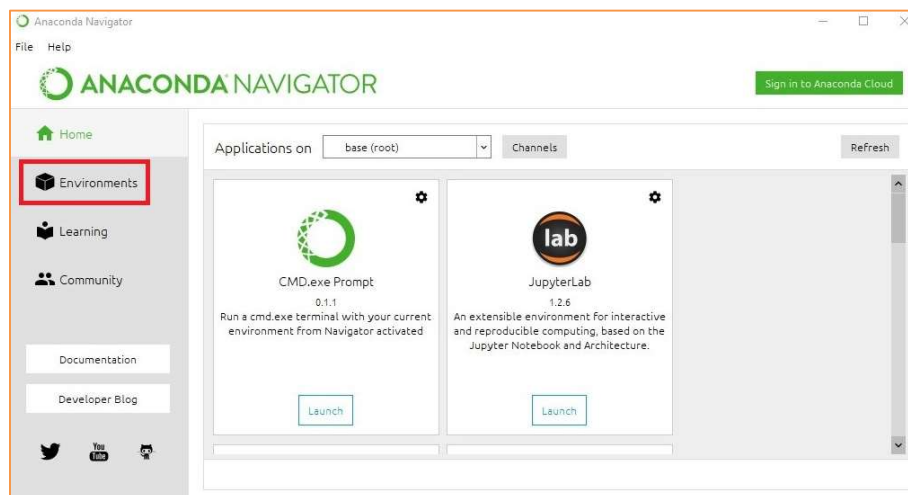 Anaconda Navigator
File Help
ANACONDA NAVIGATOR
Sign in to Anaconda Cloud
Home
Environments
Learning
Community
Documentation
Developer Blog
You
Tube
Applications on base (root) Channels Refresh
CMD.exe Prompt
0.1.1
Run a cmd.exe terminal with your current
environment from Navigator activated
Launch
lab
JupyterLab
1.2.6
An extensible environment for interactive
and reproducible computing, based on the
Jupyter Notebook and Architecture.
Launch